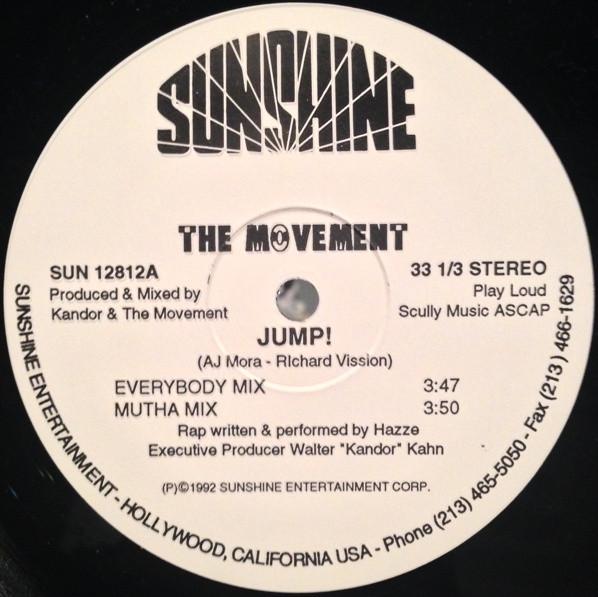 SUNSHINE
THE MOVEMENT
SUN 12812A
33 1/3 STEREO
Produced & Mixed by
Play Loud
Kandor & The Movement
Scully Music ASCAP
JUMP!
(AJ Mora - RIchard Vission)
EVERYBODY MIX 3:47
MUTHA MIX 3:50
Rap written & performed by Hazze
Executive Producer Walter "Kandor" Kahn
(P)©1992 SUNSHINE ENTERTAINMENT CORP.
SUNSHINE ENTERTAINMENT - HOLLYWOOD, CALIFORNIA USA - Phone (213) 465-5050 - Fax (213 ) 466-1629